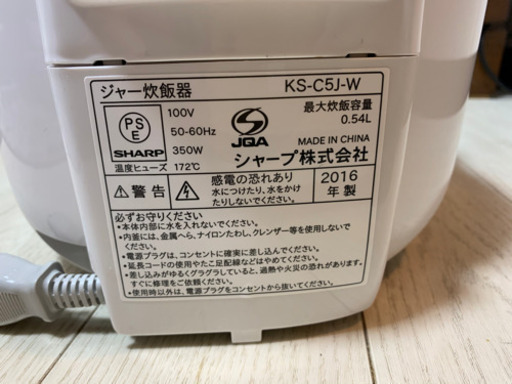 ジャー炊飯器 KS-C5J-W
PSE
SHARP
100V
50-60Hz
350W
温度ヒューズ 172℃
JQA
最大炊飯容量
0.54L
MADE IN CHINA
シャープ株式会社
警告
感電の恐れあり
水につけたり、水をかけ
たりしないでください。
2016
年製
必ずお守りください
•本体内部に水を入れないでください。
•内釜には、金属へら、ナイロンたわし、クレンザー等を使用しない
でください。
•電源プラグは、コンセントに確実に差し込んでください。
•延長コードの使用やたこ足配線などはやめてください。
•差し込みがゆるくグラグラしていると、過熱や火災の恐れがあります。
すぐに修理をご依頼ください。
•使用時以外は、電源プラグをコンセントから抜いてください。